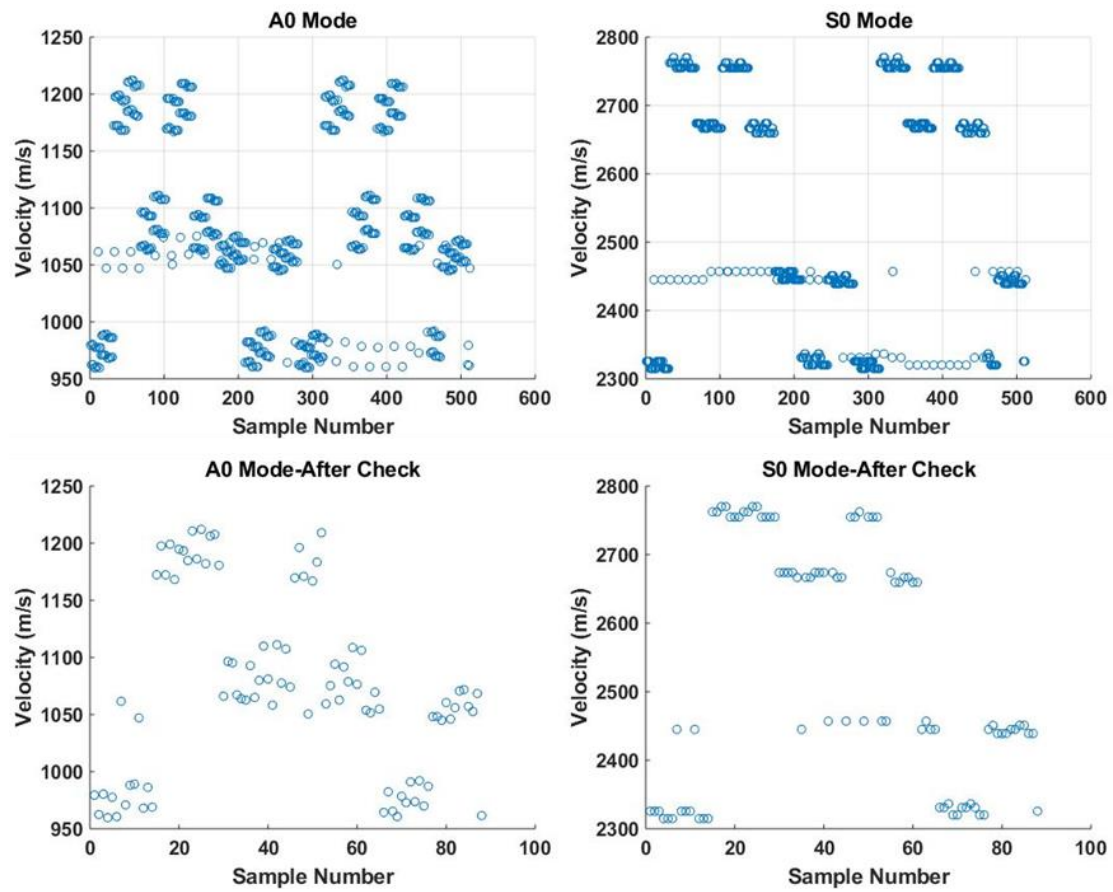 A0 Mode
1250
1200
1150
1100
1050
1000
950
Velocity (m/s)
0 100 200 300 400 500 600
Sample Number
S0 Mode
2800
2700
2600
2500
2400
2300
Velocity (m/s)
0 100 200 300 400 500 600
Sample Number
A0 Mode-After Check
1250
1200
1150
1100
1050
1000
950
Velocity (m/s)
0 20 40 60 80 100
Sample Number
S0 Mode-After Check
2800
2700
2600
2500
2400
2300
Velocity (m/s)
0 20 40 60 80 100
Sample Number